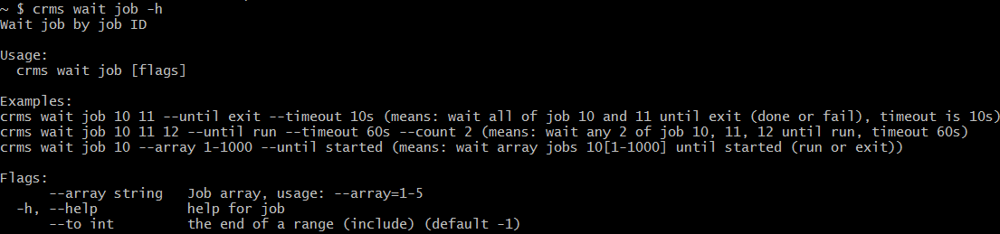 ~ $ crms wait job -h
Wait job by job ID
Usage:
crms wait job [flags]
Examples:
crms wait job 10 11 --until exit --timeout 10s (means: wait all of job 10 and 11 until exit (done or fail), timeout is 10s)
crms wait job 10 11 12 --until run --timeout 60s --count 2 (means: wait any 2 of job 10, 11, 12 until run, timeout 60s)
crms wait job 10 --array 1-1000 --until started (means: wait array jobs 10[1-1000] until started (run or exit))
Flags:
--array string   Job array, usage: --array=1-5
-h, --help           help for job
--to int         the end of a range (include) (default -1)